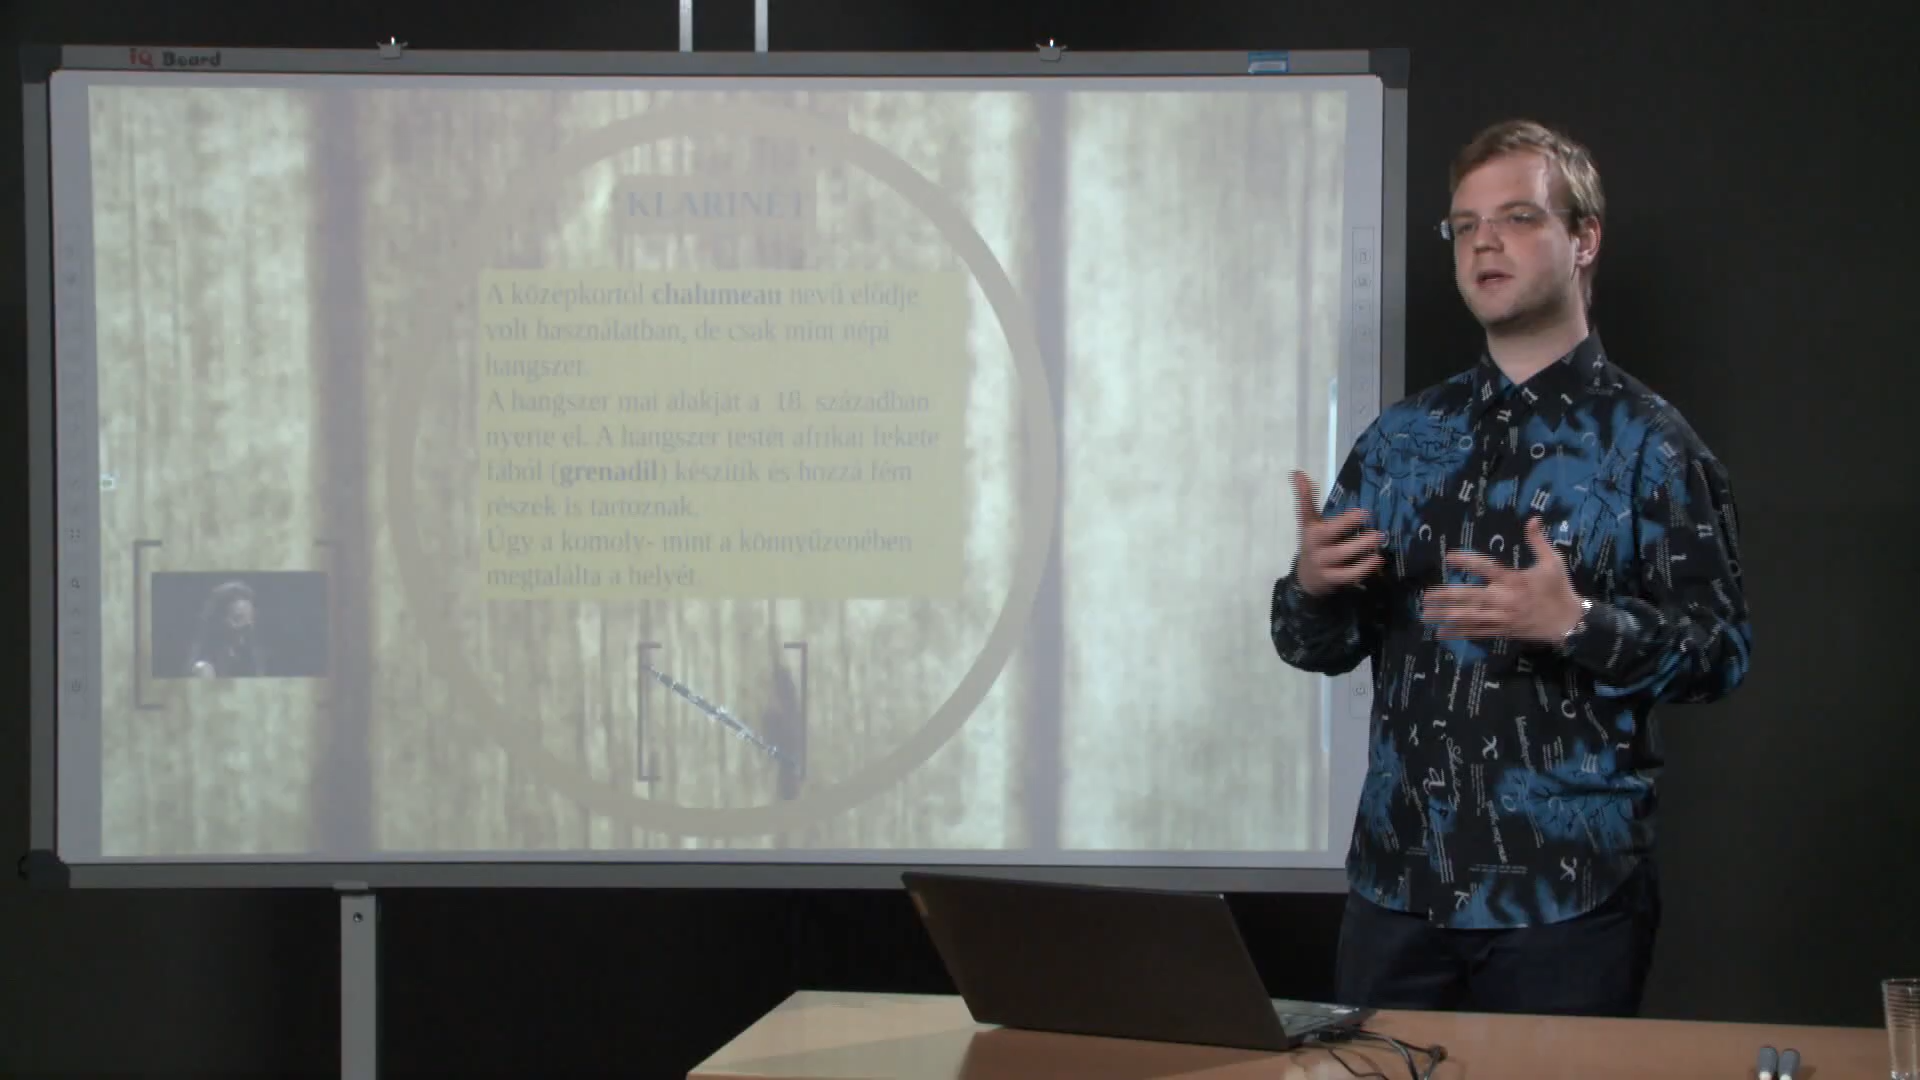 iQ Board
KLARINÉT
A középkortól chalumeau nevű elődje
volt használatban, de csak mint népi
hangszer.
A hangszer mai alakját a 18. században
nyerte el. A hangszer testét afrikai fekete
fából (grenadil) készítik és hozzá fém
részek is tartoznak.
Úgy a komoly- mint a könnyűzenében
megtalálta a helyét.